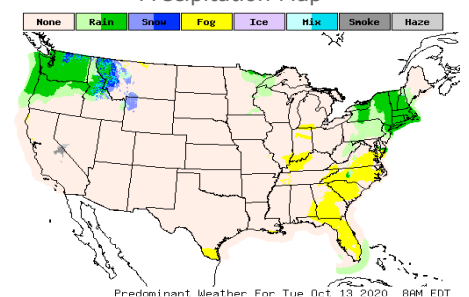 Precipitation Map
None Rain Snow Fog Ice Mix Smoke Haze
Predominant Weather For Tue Oct 13 2020 8AM EDT